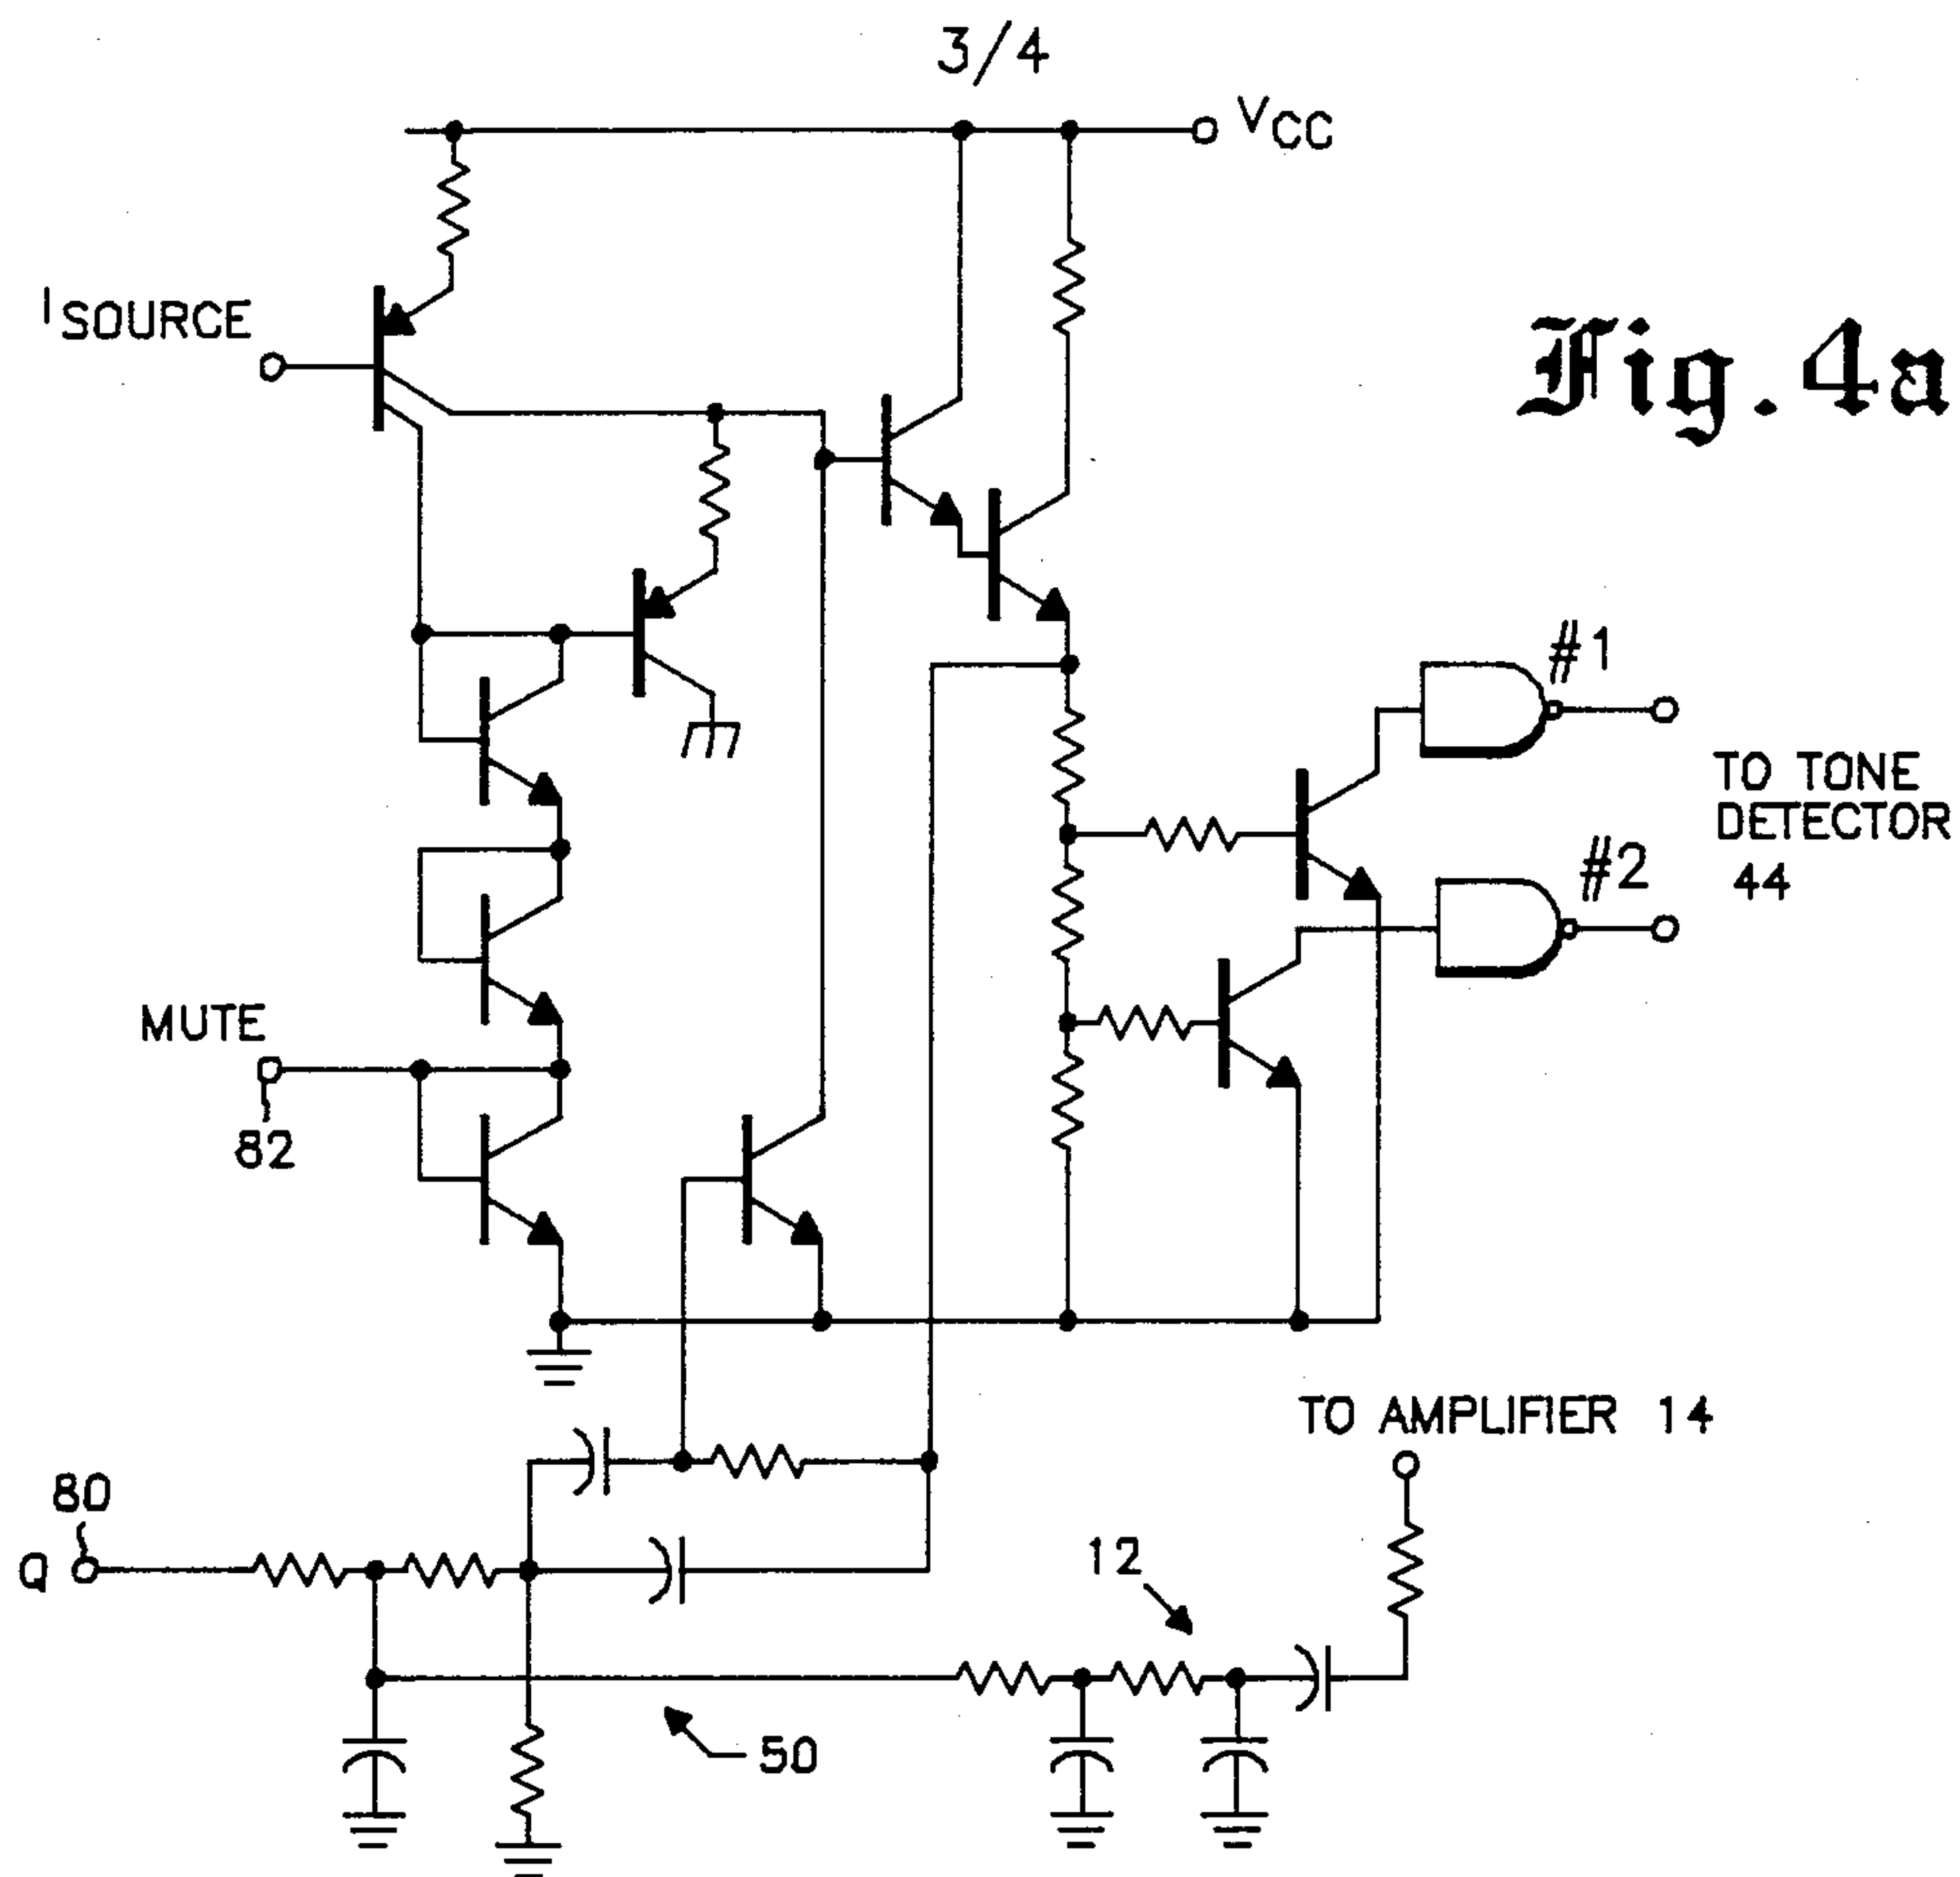 3/4
VCC
ISOURCE
Fig. 4a
#1
TO TONE
DETECTOR
44
#2
MUTE
82
TO AMPLIFIER 14
80
Q
12
50